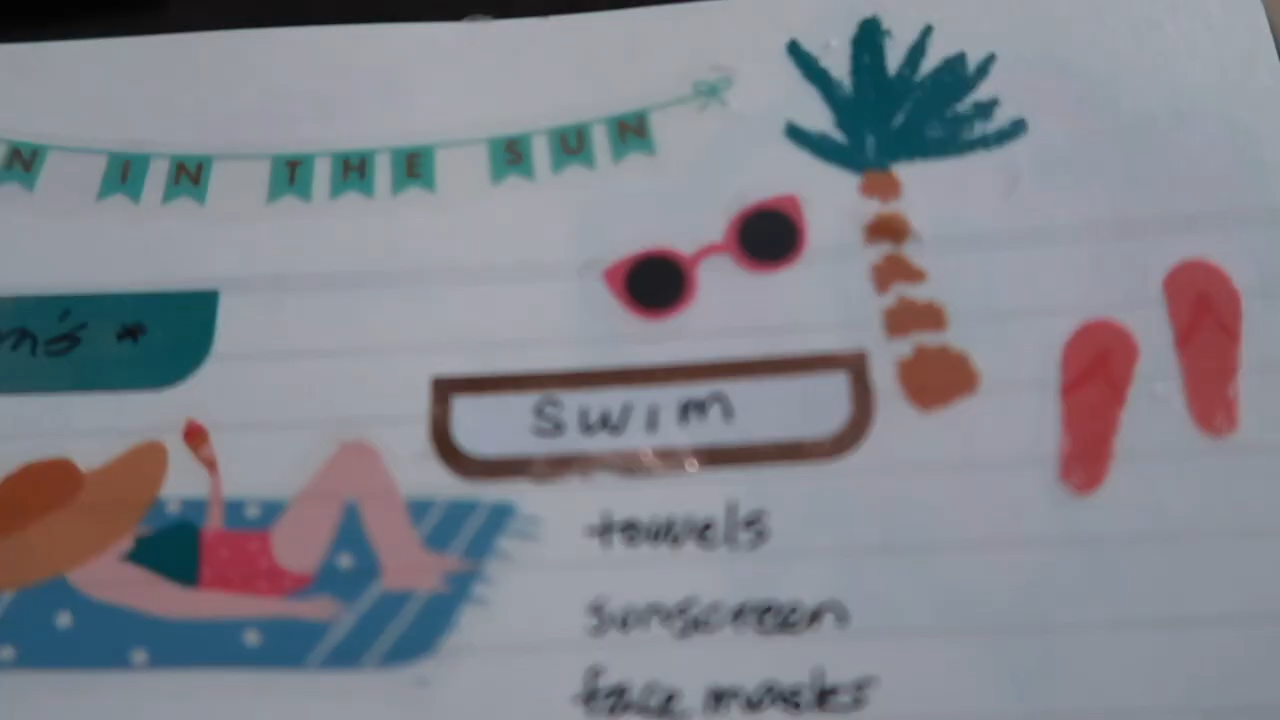 N IN THE SUN
m's *
SWIM
towels
sunscreen
face masks